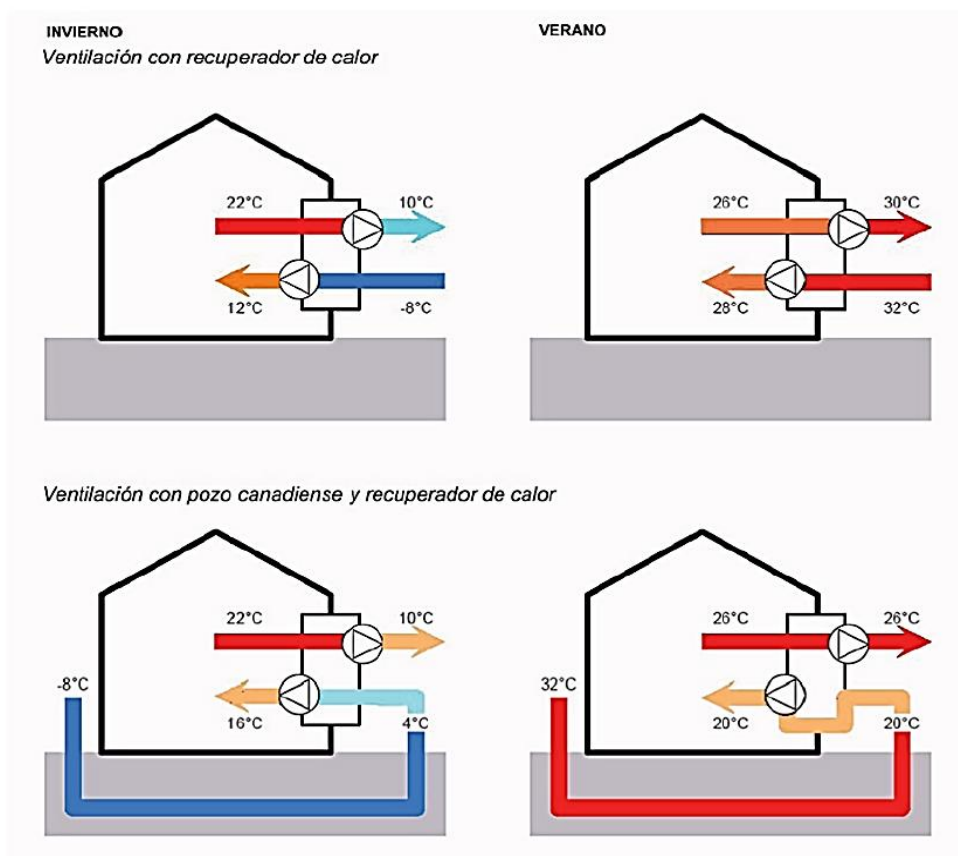 INVIERNO
VERANO
Ventilación con recuperador de calor
22°C
10°C
12°C
-8°C
26°C
30°C
28°C
32°C
Ventilación con pozo canadiense y recuperador de calor
22°C
10°C
-8°C
16°C
4°C
26°C
26°C
32°C
20°C
20°C